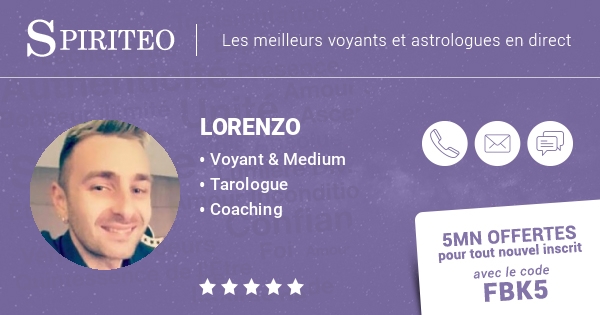 SPIRITEO
Les meilleurs voyants et astrologues en direct
LORENZO
• Voyant & Medium
• Tarologue
• Coaching
5MN OFFERTES
pour tout nouvel inscrit
avec le code
FBK5